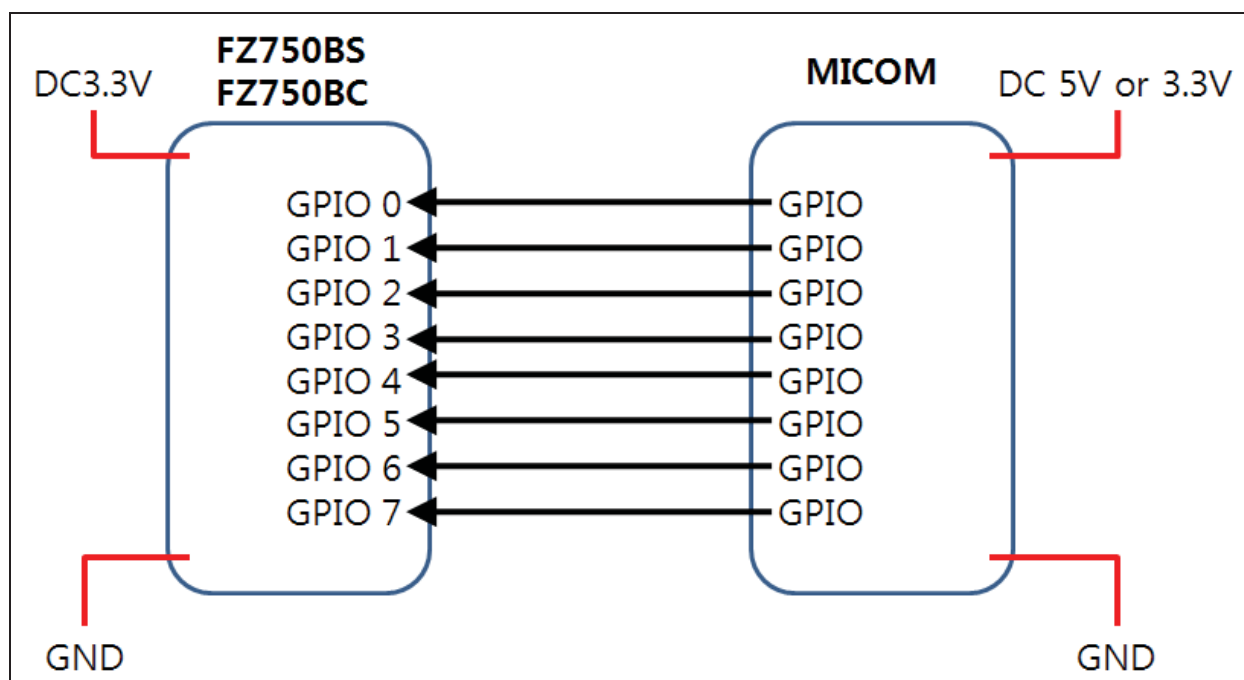 FZ750BS
FZ750BC
MICOM
DC3.3V
DC 5V or 3.3V
GPIO 0
GPIO
GPIO 1
GPIO
GPIO 2
GPIO
GPIO 3
GPIO
GPIO 4
GPIO
GPIO 5
GPIO
GPIO 6
GPIO
GPIO 7
GPIO
GND
GND